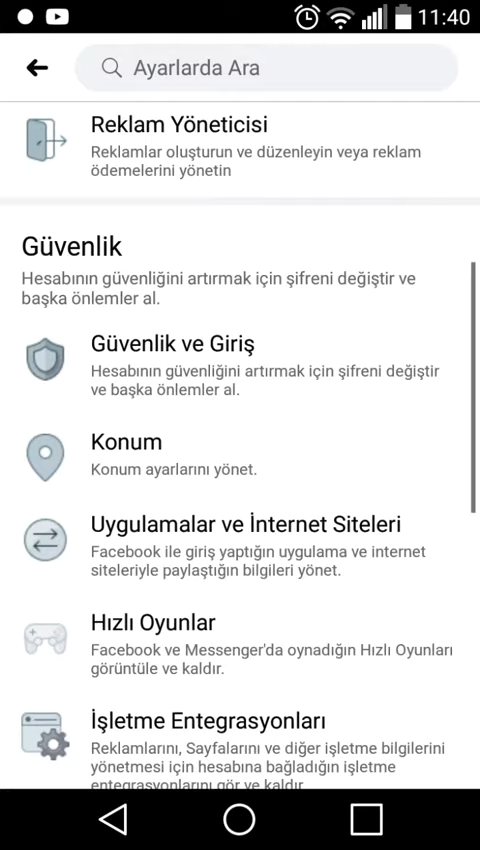 11:40
Ayarlarda Ara
Reklam Yöneticisi
Reklamlar oluşturun ve düzenleyin veya reklam
ödemelerini yönetin
Güvenlik
Hesabının güvenliğini artırmak için şifreni değiştir ve
başka önlemler al.
Güvenlik ve Giriş
Hesabının güvenliğini artırmak için şifreni değiştir
ve başka önlemler al.
Konum
Konum ayarlarını yönet.
Uygulamalar ve İnternet Siteleri
Facebook ile giriş yaptığın uygulama ve internet
siteleriyle paylaştığın bilgileri yönet.
Hızlı Oyunlar
Facebook ve Messenger'da oynadığın Hızlı Oyunları
görüntüle ve kaldır.
İşletme Entegrasyonları
Reklamlarını, Sayfalarını ve diğer işletme bilgilerini
yönetmesi için hesabına bağladığın işletme
entegrasyonlarını gör ve kaldır